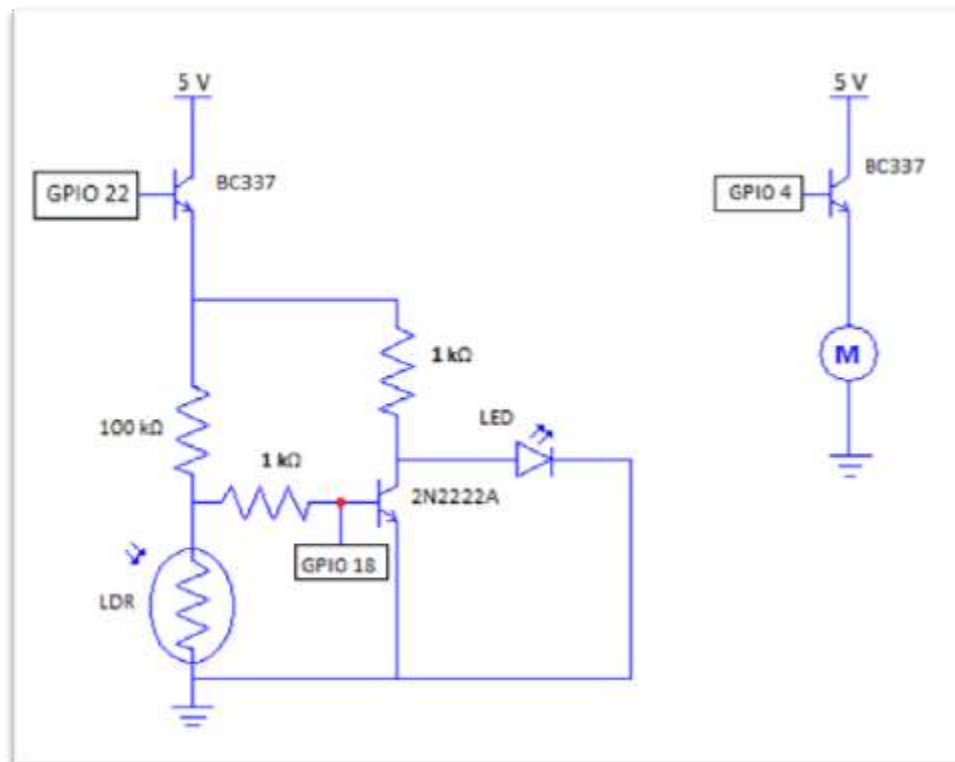 5 V
GPIO 22
BC337
100 kΩ
1 kΩ
1 kΩ
LED
2N2222A
GPIO 18
LDR
5 V
BC337
GPIO 4
M